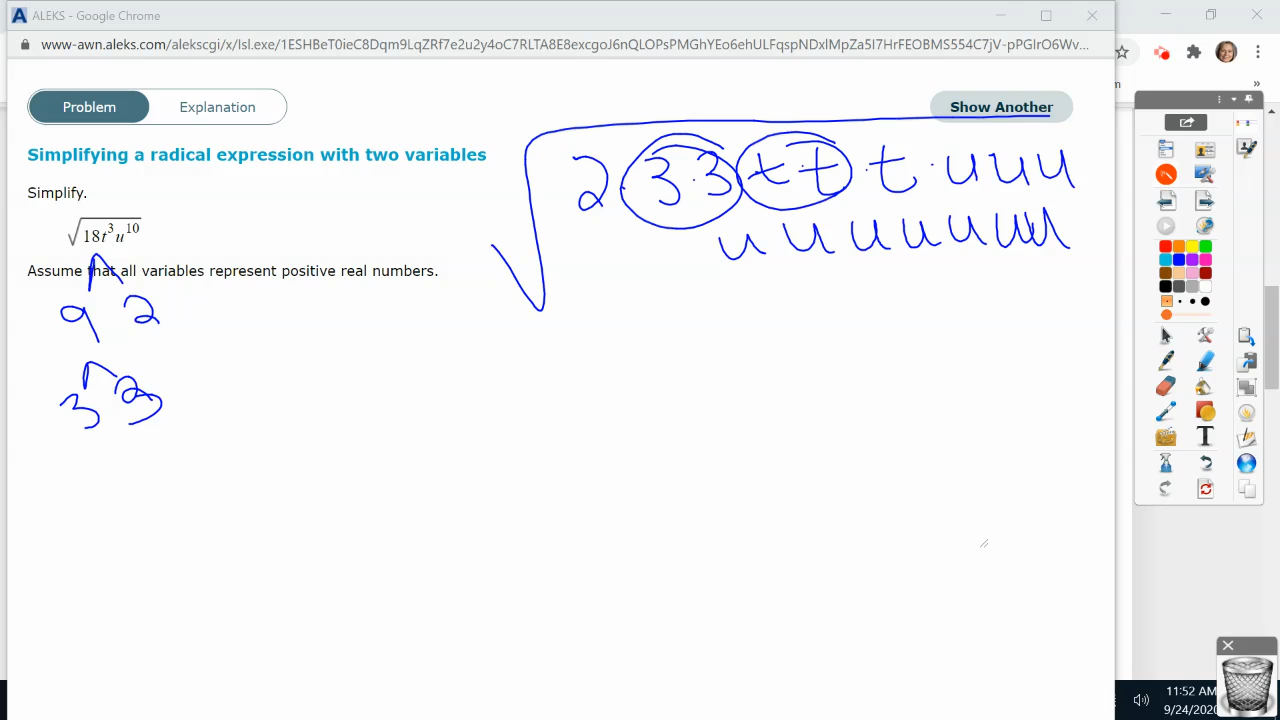 ALEKS - Google Chrome
www-awn.aleks.com/alekscgi/x/lsl.exe/1ESHBeT0ieC8Dqm9LqZRf7e2u2y4oC7RLTA8E8excgoJ6nQLOPsPMGhYEo6ehULFqspNDxlMpZa5I7HrFEOBMS554C7jV-pPGIrO6Wv...
Problem
Explanation
Show Another
Simplifying a radical expression with two variables
Simplify.
√18t³u¹⁰
Assume that all variables represent positive real numbers.
9 2
3 3
√2 3·3 t·t·t·u u u
u u u u u u u
11:52 AM
9/24/2020